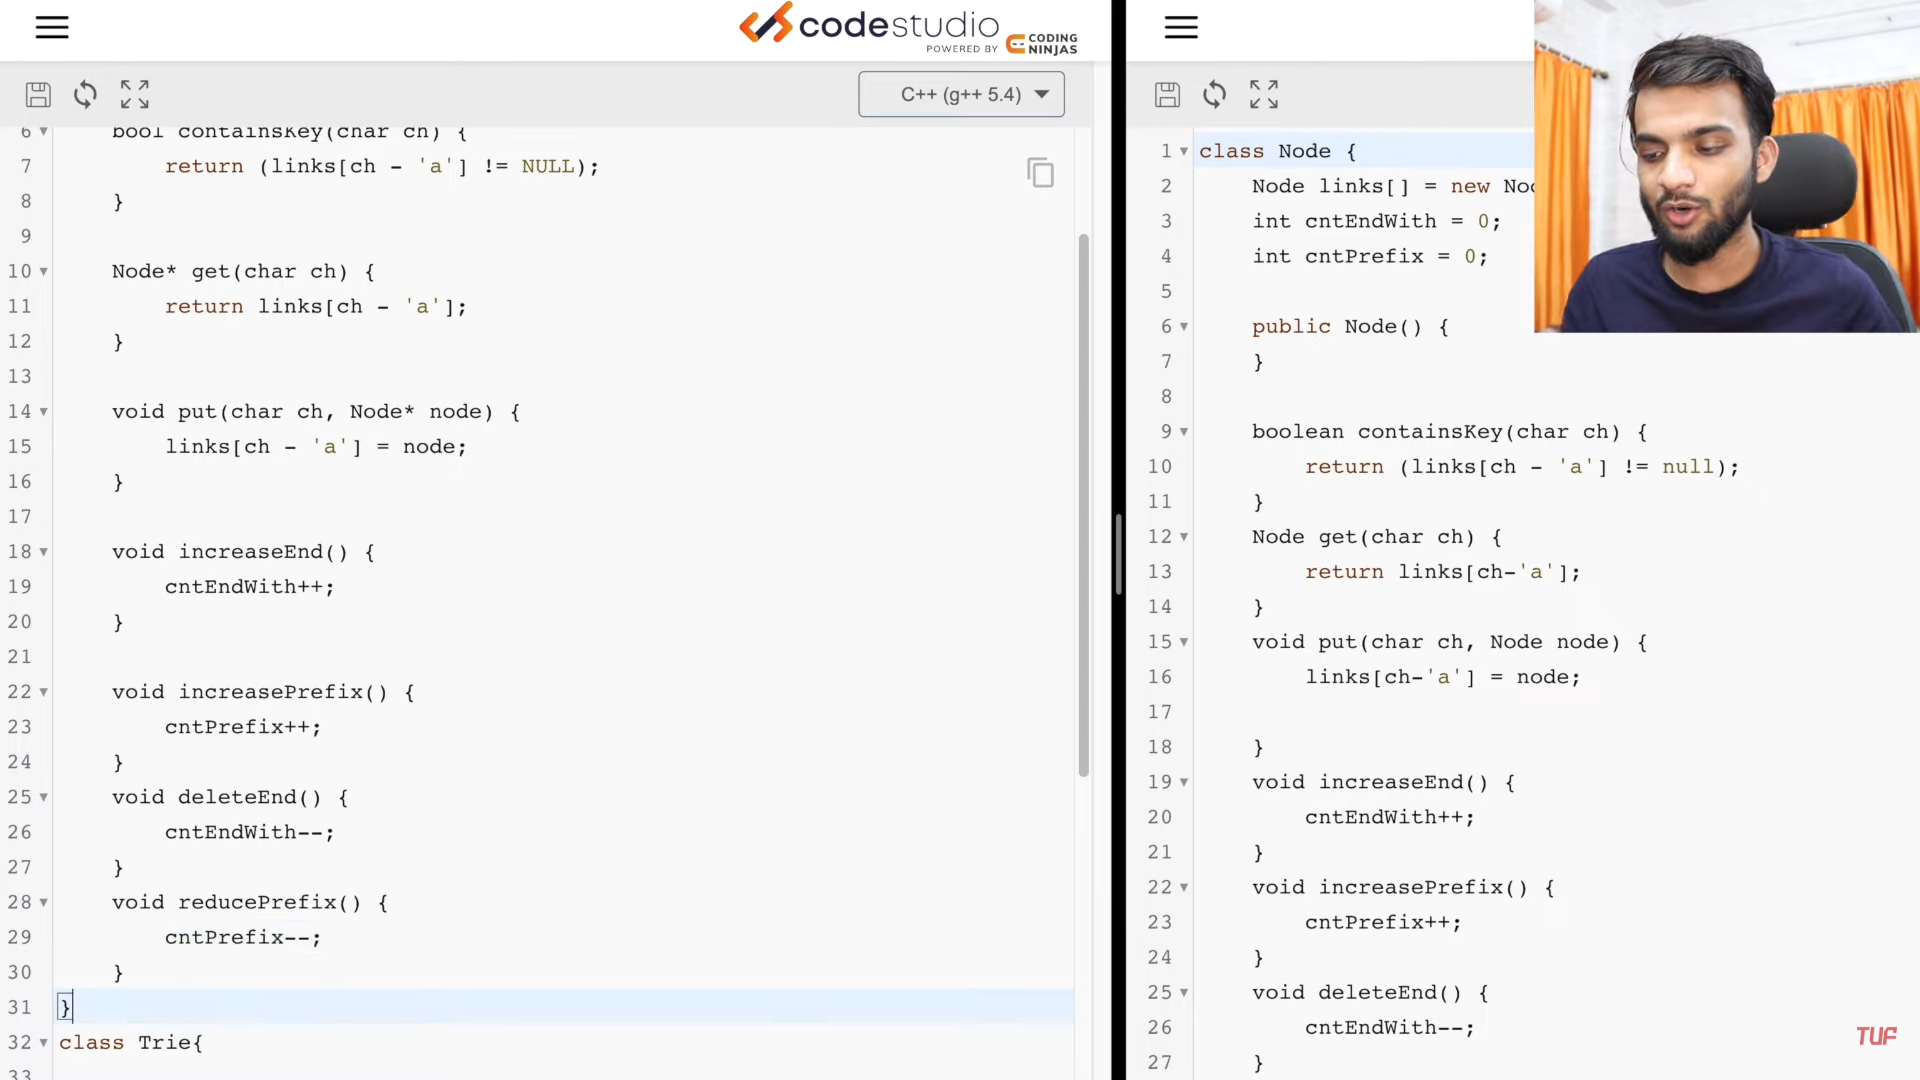 codestudio
POWERED BY CODING NINJAS
C++ (g++ 5.4)
6 bool containsKey(char ch) {
7 return (links[ch - 'a'] != NULL);
8 }
9
10 Node* get(char ch) {
11 return links[ch - 'a'];
12 }
13
14 void put(char ch, Node* node) {
15 links[ch - 'a'] = node;
16 }
17
18 void increaseEnd() {
19 cntEndWith++;
20 }
21
22 void increasePrefix() {
23 cntPrefix++;
24 }
25 void deleteEnd() {
26 cntEndWith--;
27 }
28 void reducePrefix() {
29 cntPrefix--;
30 }
31 }
32 class Trie{
33
1 class Node {
2 Node links[] = new
3 int cntEndWith = 0;
4 int cntPrefix = 0;
5
6 public Node() {
7 }
8
9 boolean containsKey(char ch) {
10 return (links[ch - 'a'] != null);
11 }
12 Node get(char ch) {
13 return links[ch-'a'];
14 }
15 void put(char ch, Node node) {
16 links[ch-'a'] = node;
17
18 }
19 void increaseEnd() {
20 cntEndWith++;
21 }
22 void increasePrefix() {
23 cntPrefix++;
24 }
25 void deleteEnd() {
26 cntEndWith--;
27 }
TUF